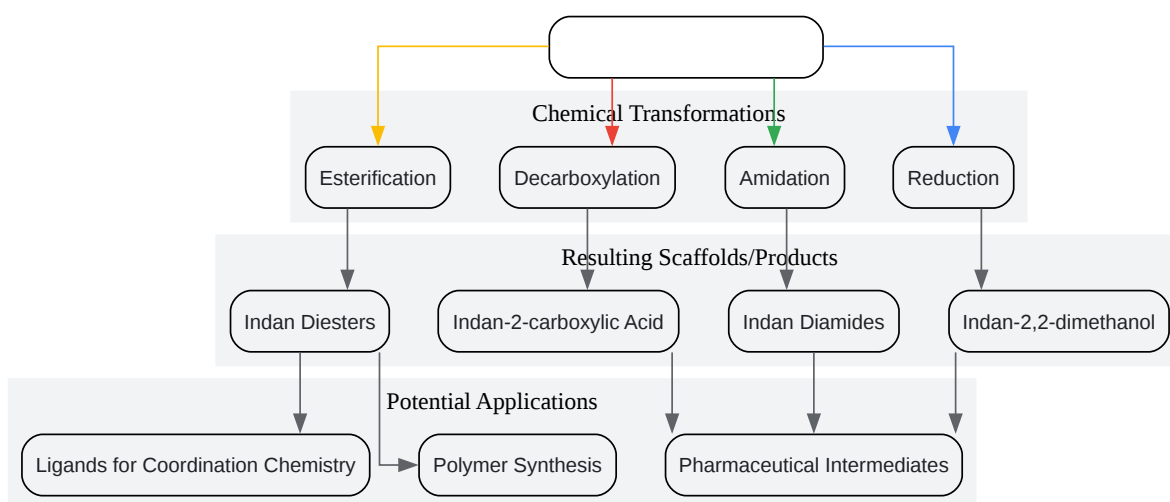 Chemical Transformations
Esterification
Decarboxylation
Amidation
Reduction
Resulting Scaffolds/Products
Indan Diesters
Indan-2-carboxylic Acid
Indan Diamides
Indan-2,2-dimethanol
Potential Applications
Ligands for Coordination Chemistry
Polymer Synthesis
Pharmaceutical Intermediates